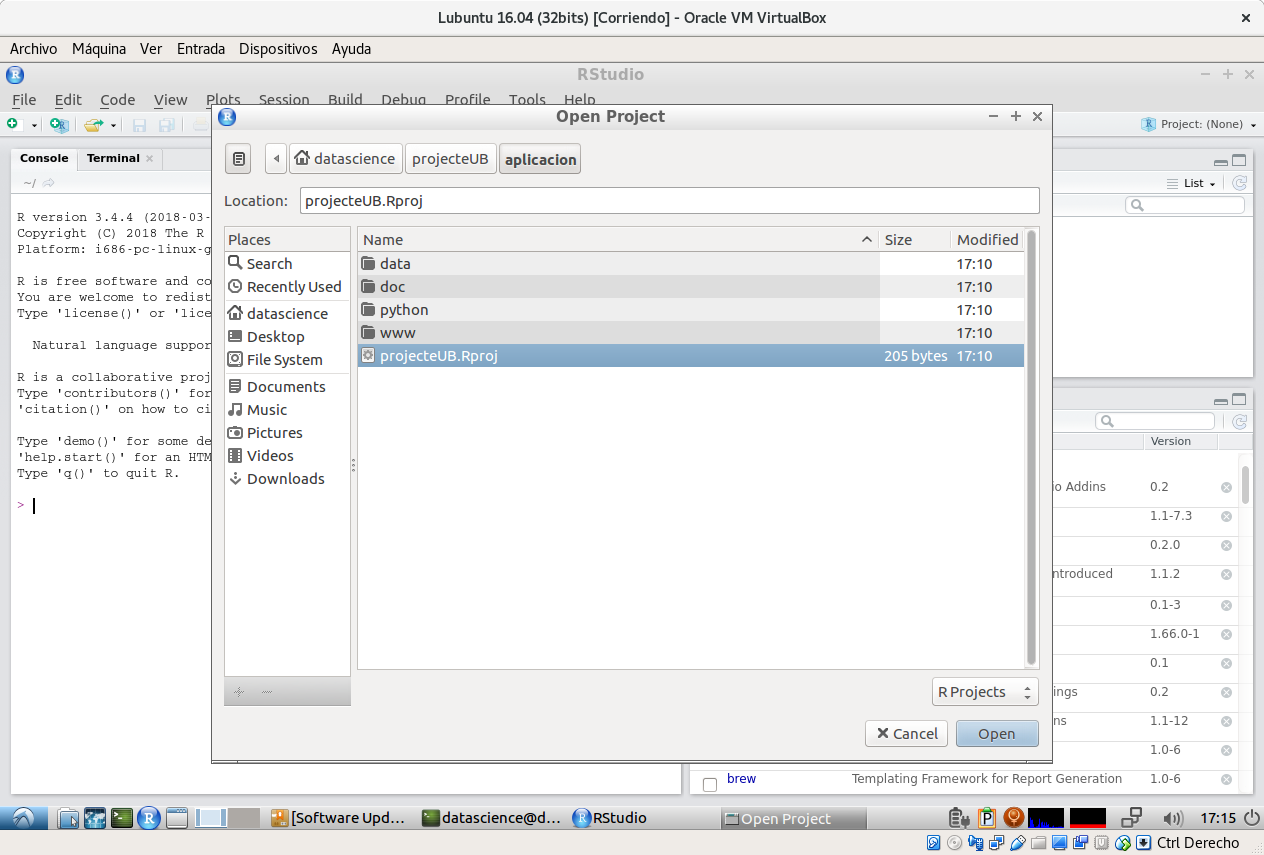 Lubuntu 16.04 (32bits) [Corriendo] - Oracle VM VirtualBox
Archivo Máquina Ver Entrada Dispositivos Ayuda
RStudio
File Edit Code View Plots Session Build Debug Profile Tools Help
Project: (None)
Console Terminal
~/
List
R version 3.4.4 (2018-03-
Copyright (C) 2018 The R
Platform: i686-pc-linux-g
R is free software and co
You are welcome to redist
Type 'license()' or 'lice
Natural language suppor
R is a collaborative proj
Type 'contributors()' for
'citation()' on how to ci
Type 'demo()' for some de
'help.start()' for an HTM
Type 'q()' to quit R.
>
Open Project
datascience projecteUB aplicacion
Location: projecteUB.Rproj
Places
Search
Recently Used
datascience
Desktop
File System
Documents
Music
Pictures
Videos
Downloads
Name Size Modified
data 17:10
doc 17:10
python 17:10
www 17:10
projecteUB.Rproj 205 bytes 17:10
R Projects
Cancel Open
Version
io Addins 0.2
1.1-7.3
0.2.0
ntroduced 1.1.2
0.1-3
1.66.0-1
0.1
ings 0.2
ns 1.1-12
1.0-6
brew Templating Framework for Report Generation 1.0-6
[Software Upd... datascience@d... RStudio Open Project 17:15
Ctrl Derecho